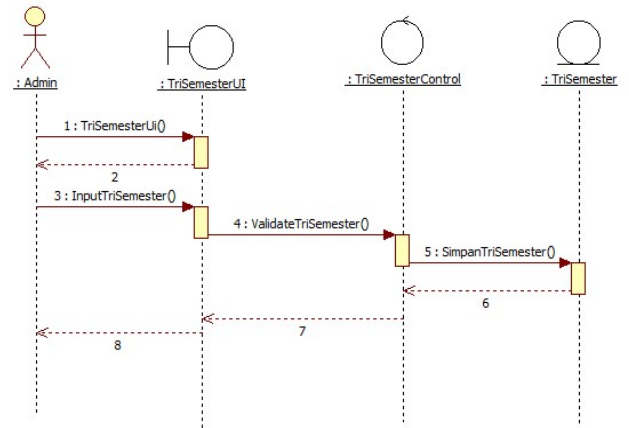 : Admin
: TriSemesterUI
: TriSemesterControl
: TriSemester
1 : TriSemesterUi()
2
3 : InputTriSemester()
4 : ValidateTriSemester()
5 : SimpanTriSemester()
6
7
8